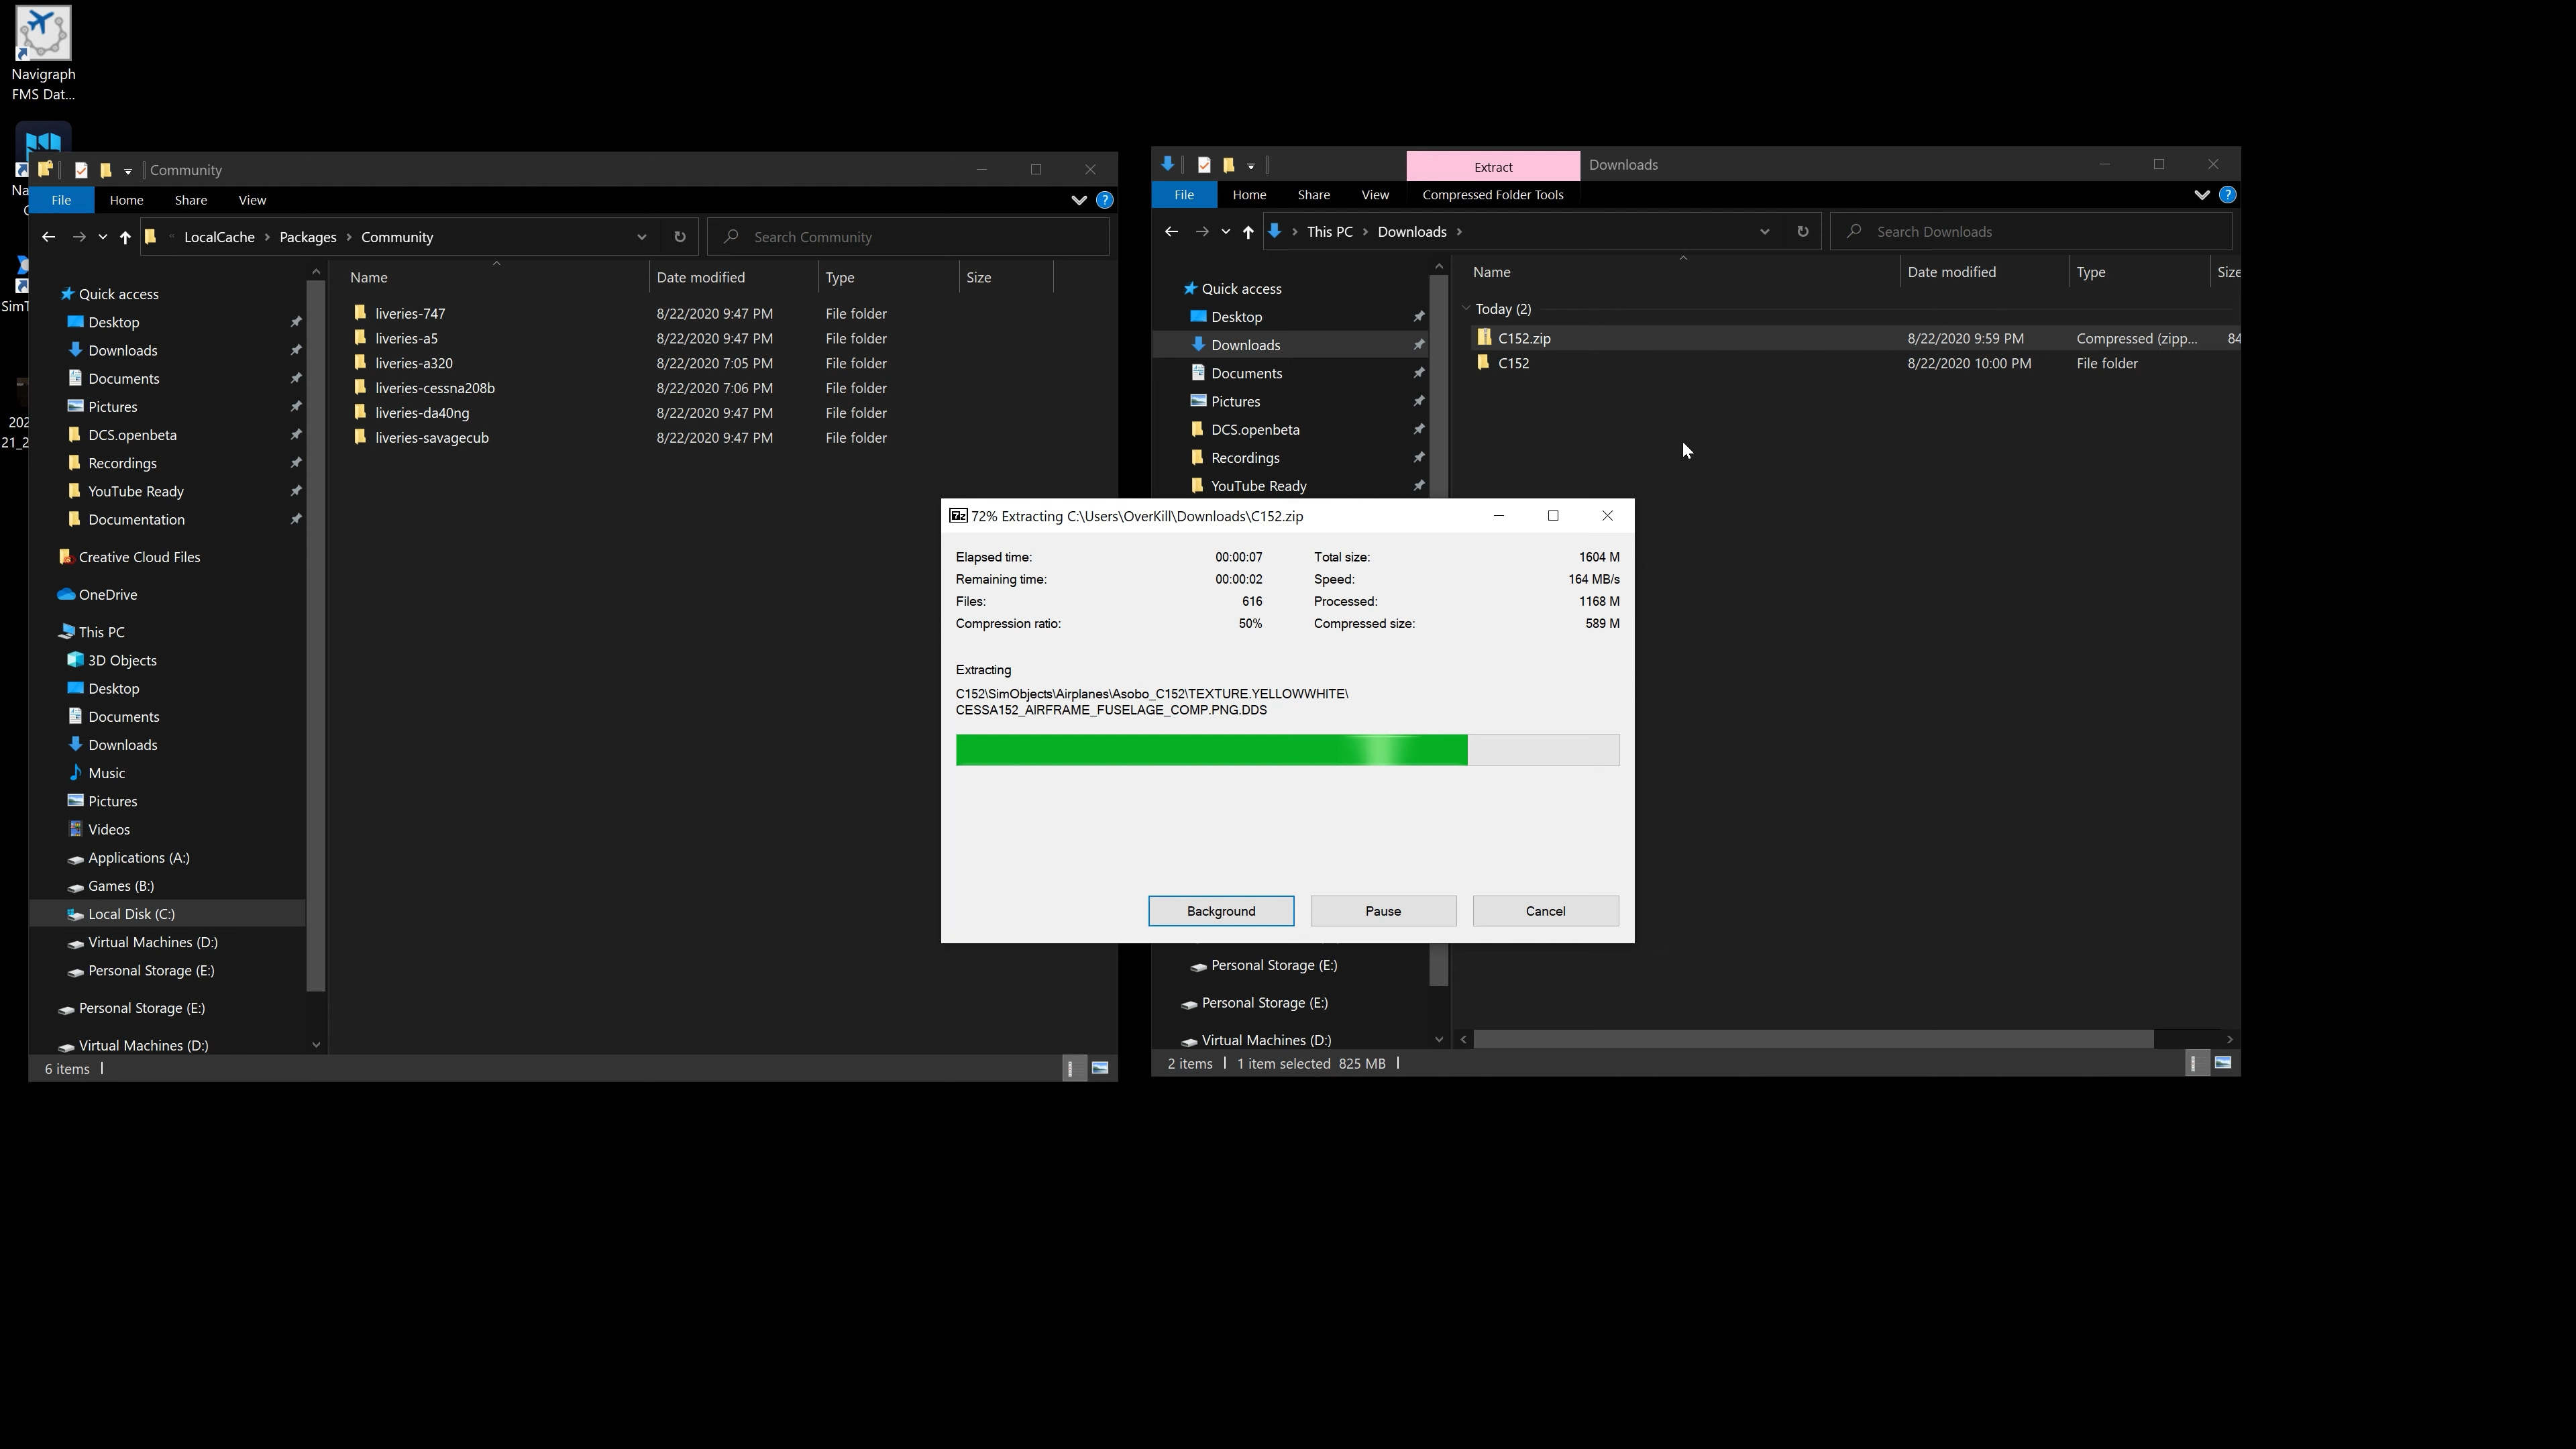 Navigraph
FMS Dat...
Community
File
Home
Share
View
LocalCache
Packages
Community
Search Community
Name
Date modified
Type
Size
Quick access
Desktop
Downloads
Documents
Pictures
DCS.openbeta
Recordings
YouTube Ready
Documentation
Creative Cloud Files
OneDrive
This PC
3D Objects
Desktop
Documents
Downloads
Music
Pictures
Videos
Applications (A:)
Games (B:)
Local Disk (C:)
Virtual Machines (D:)
Personal Storage (E:)
Personal Storage (E:)
Virtual Machines (D:)
liveries-747 8/22/2020 9:47 PM File folder
liveries-a5 8/22/2020 9:47 PM File folder
liveries-a320 8/22/2020 7:05 PM File folder
liveries-cessna208b 8/22/2020 7:06 PM File folder
liveries-da40ng 8/22/2020 9:47 PM File folder
liveries-savagecub 8/22/2020 9:47 PM File folder
6 items
Extract
Downloads
File
Home
Share
View
Compressed Folder Tools
This PC
Downloads
Search Downloads
Name
Date modified
Type
Size
Quick access
Desktop
Downloads
Documents
Pictures
DCS.openbeta
Recordings
YouTube Ready
Personal Storage (E:)
Personal Storage (E:)
Virtual Machines (D:)
Today (2)
C152.zip 8/22/2020 9:59 PM Compressed (zipp... 84
C152 8/22/2020 10:00 PM File folder
2 items
1 item selected 825 MB
7z
72% Extracting C:\Users\OverKill\Downloads\C152.zip
Elapsed time: 00:00:07 Total size: 1604 M
Remaining time: 00:00:02 Speed: 164 MB/s
Files: 616 Processed: 1168 M
Compression ratio: 50% Compressed size: 589 M
Extracting
C152\SimObjects\Airplanes\Asobo_C152\TEXTURE.YELLOWWHITE\
CESSA152_AIRFRAME_FUSELAGE_COMP.PNG.DDS
Background
Pause
Cancel